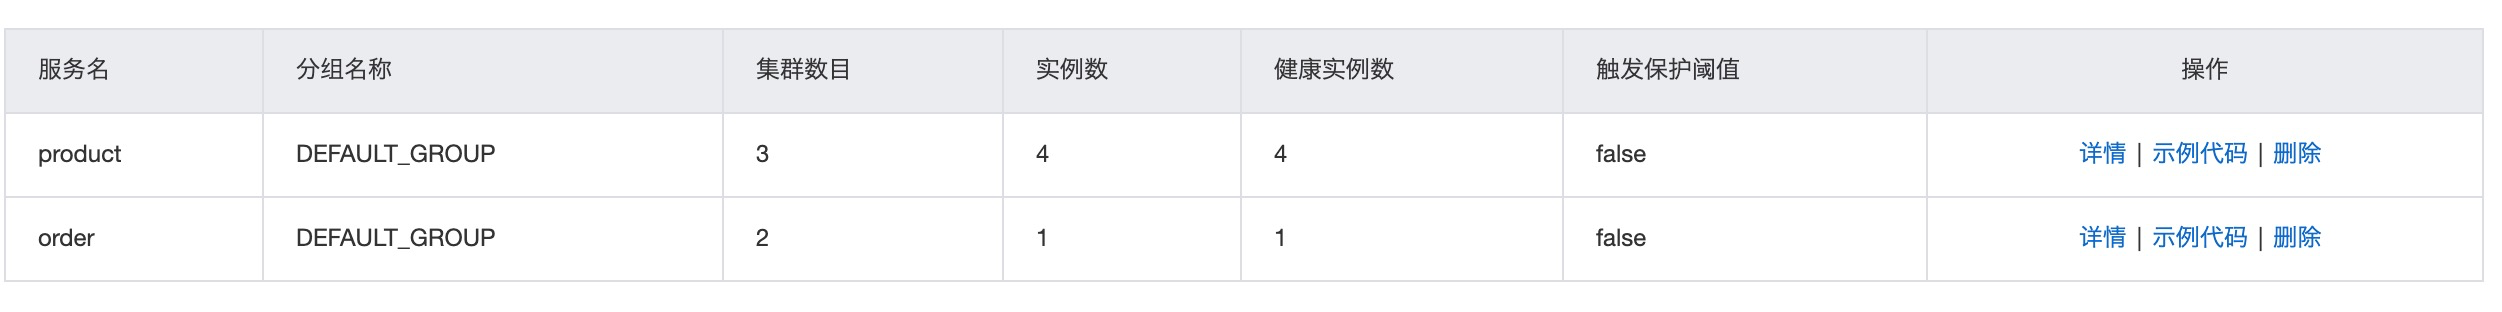 服务名 分组名称 集群数目 实例数 健康实例数 触发保护阈值 操作
product DEFAULT_GROUP 3 4 4 false 详情 | 示例代码 | 删除
order DEFAULT_GROUP 2 1 1 false 详情 | 示例代码 | 删除